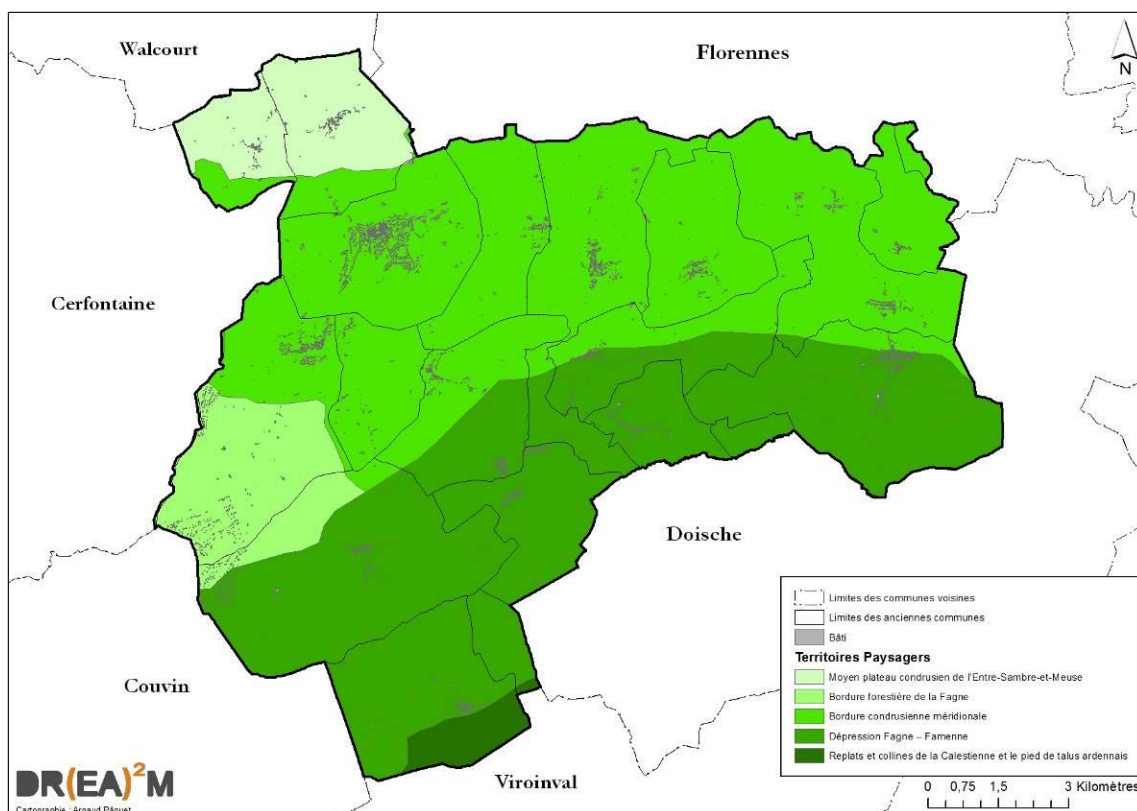 Walcourt
Florennes
N
Cerfontaine
Doische
Couvin
Viroinval
Limites des communes voisines
Limites des anciennes communes
Bâti
Territoires Paysagers
Moyen plateau condrusien de l'Entre-Sambre-et-Meuse
Bordure forestière de la Fagne
Bordure condrusienne méridionale
Dépression Fagne – Famenne
Replats et collines de la Calestienne et le pied de talus ardennais
DR(EA)²M
Cartographie : Arnaud Pâquet
0 0,75 1,5 3 Kilomètres